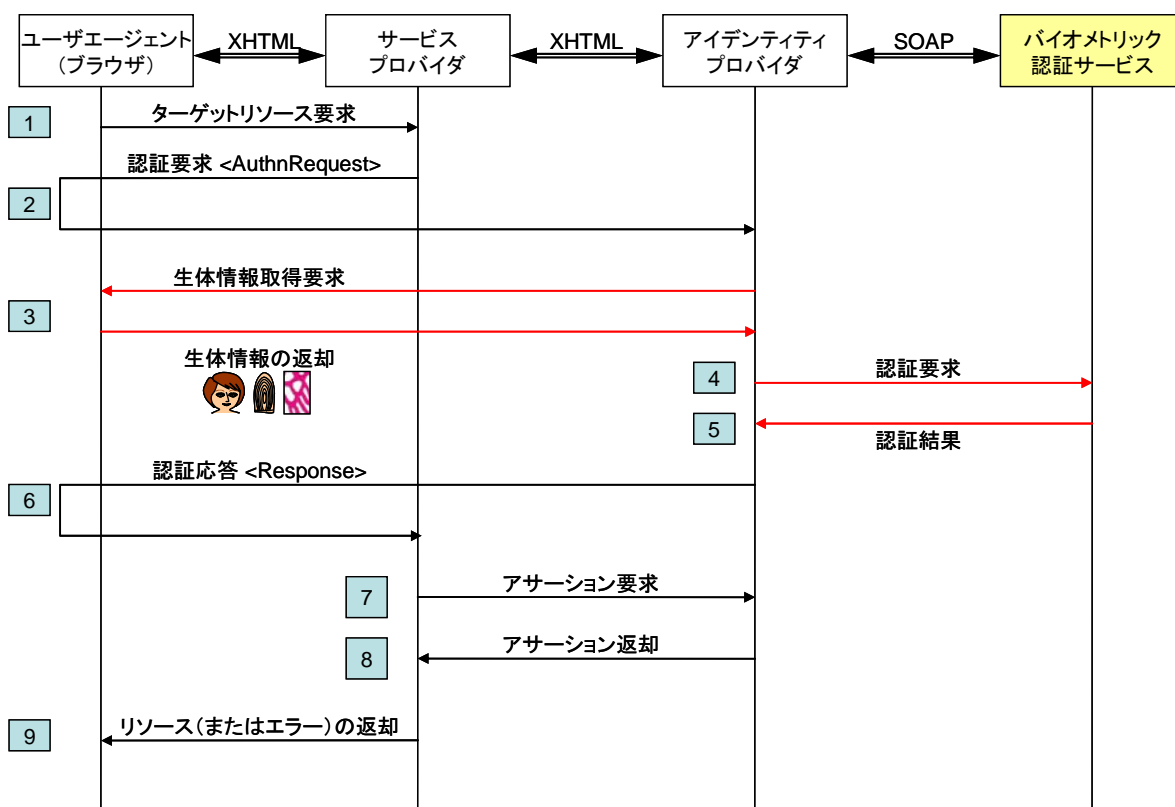 ユーザエージェント
(ブラウザ)
XHTML
サービス
プロバイダ
XHTML
アイデンティティ
プロバイダ
SOAP
バイオメトリック
認証サービス
1
ターゲットリソース要求
認証要求 <AuthnRequest>
2
生体情報取得要求
3
生体情報の返却
4
認証要求
5
認証結果
認証応答 <Response>
6
7
アサーション要求
8
アサーション返却
9
リソース(またはエラー)の返却